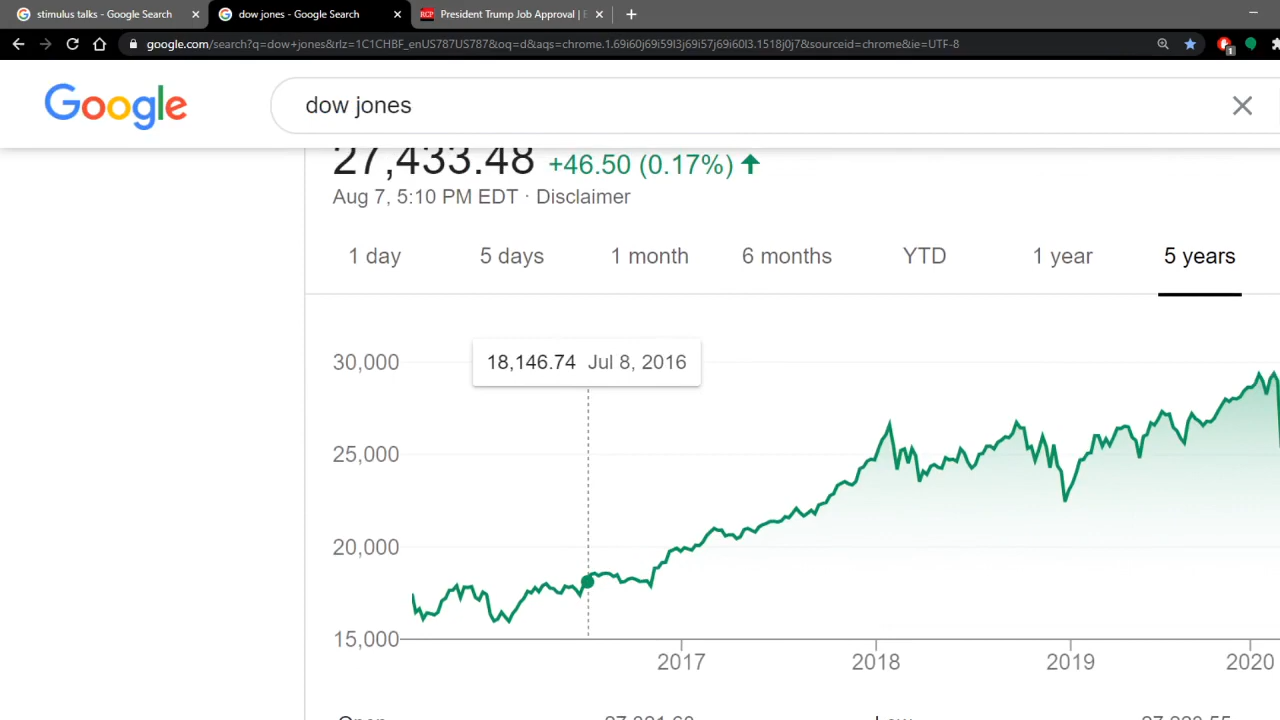 stimulus talks - Google Search
dow jones - Google Search
RCP President Trump Job Approval | E
google.com/search?q=dow+jones&rlz=1C1CHBF_enUS787US787&oq=d&aqs=chrome.1.69i60j69i59l3j69i57j69i60l3.1518j0j7&sourceid=chrome&ie=UTF-8
1
Google
dow jones
27,433.48 +46.50 (0.17%)
Aug 7, 5:10 PM EDT · Disclaimer
1 day 5 days 1 month 6 months YTD 1 year 5 years
18,146.74 Jul 8, 2016
30,000
25,000
20,000
15,000
2017 2018 2019 2020
Open Low